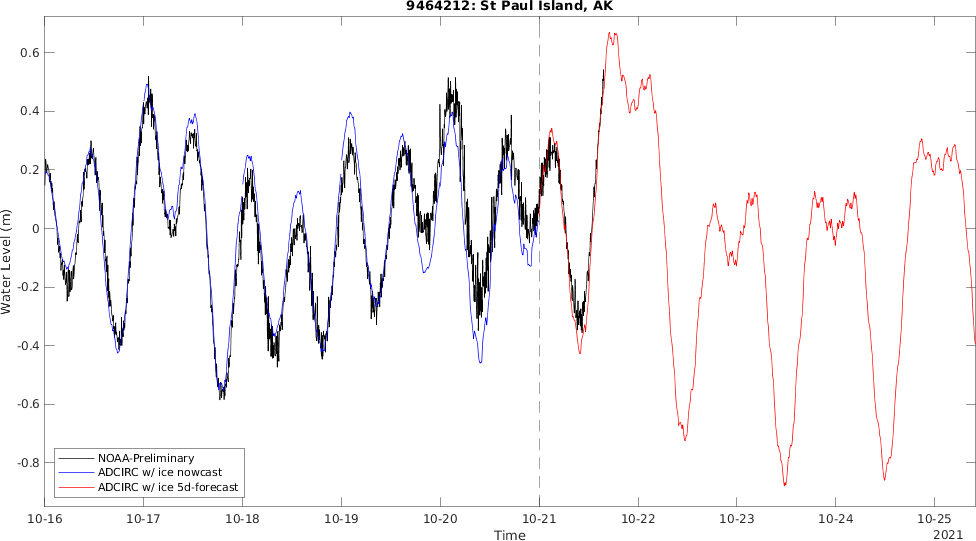 9464212: St Paul Island, AK
Water Level (m)
0.6
0.4
0.2
0
-0.2
-0.4
-0.6
-0.8
NOAA-Preliminary
ADCIRC w/ ice nowcast
ADCIRC w/ ice 5d-forecast
10-16 10-17 10-18 10-19 10-20 10-21 10-22 10-23 10-24 10-25
2021
Time